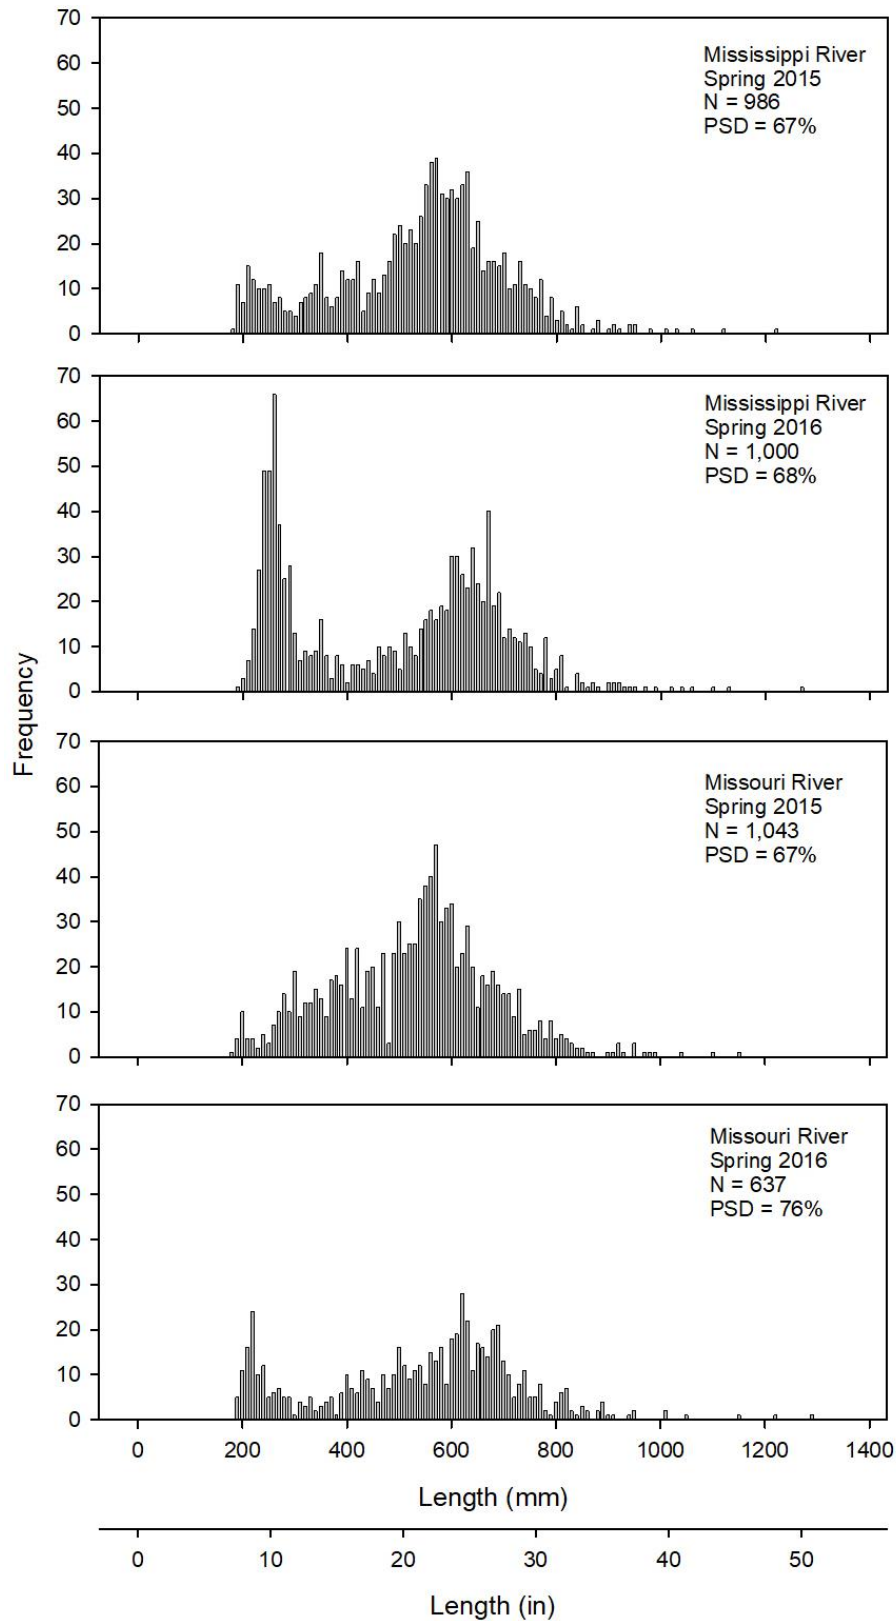 70
60
50
40
30
20
10
0
Mississippi River
Spring 2015
N = 986
PSD = 67%
70
60
50
40
30
20
10
0
Mississippi River
Spring 2016
N = 1,000
PSD = 68%
Frequency
70
60
50
40
30
20
10
0
Missouri River
Spring 2015
N = 1,043
PSD = 67%
70
60
50
40
30
20
10
0
Missouri River
Spring 2016
N = 637
PSD = 76%
0 200 400 600 800 1000 1200 1400
Length (mm)
0 10 20 30 40 50
Length (in)